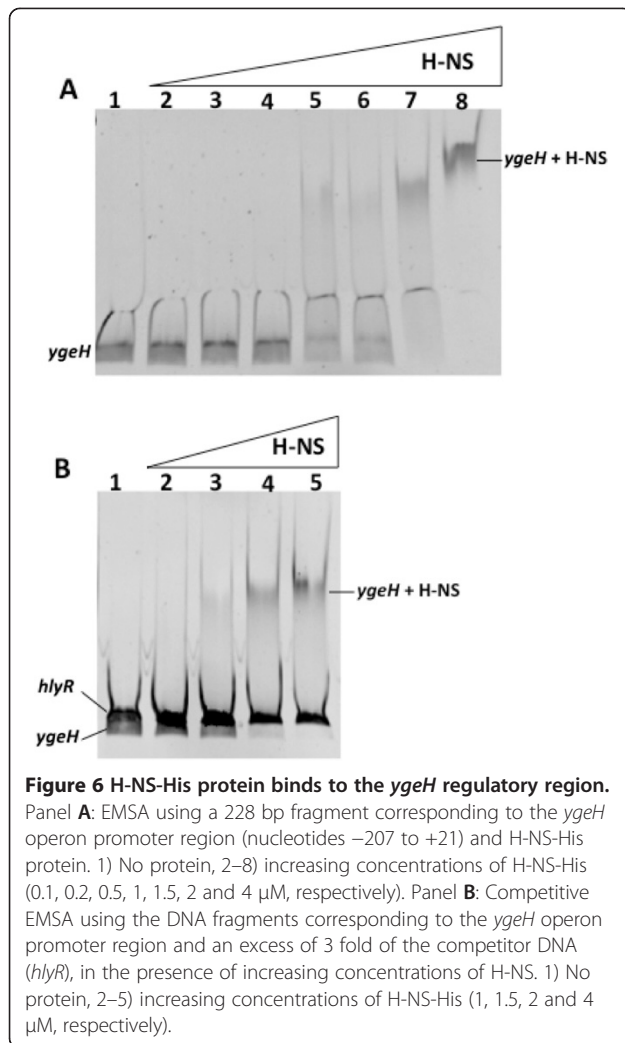 H-NS
A
1 2 3 4 5 6 7 8
ygeH + H-NS
ygeH
H-NS
B
1 2 3 4 5
ygeH + H-NS
hlyR
ygeH
Figure 6 H-NS-His protein binds to the ygeH regulatory region.
Panel A: EMSA using a 228 bp fragment corresponding to the ygeH
operon promoter region (nucleotides −207 to +21) and H-NS-His
protein. 1) No protein, 2–8) increasing concentrations of H-NS-His
(0.1, 0.2, 0.5, 1, 1.5, 2 and 4 μM, respectively). Panel B: Competitive
EMSA using the DNA fragments corresponding to the ygeH operon
promoter region and an excess of 3 fold of the competitor DNA
(hlyR), in the presence of increasing concentrations of H-NS. 1) No
protein, 2–5) increasing concentrations of H-NS-His (1, 1.5, 2 and 4
μM, respectively).